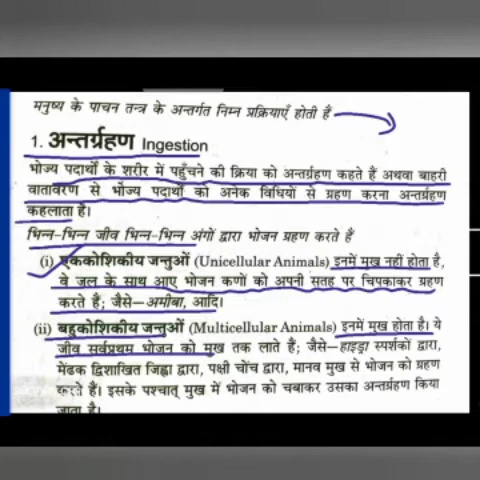 मनुष्य के पाचन तन्त्र के अन्तर्गत निम्न प्रक्रियाएँ होती हैं
1. अन्तर्ग्रहण Ingestion
भोज्य पदार्थों के शरीर में पहुँचने की क्रिया को अन्तर्ग्रहण कहते हैं अथवा बाहरी
वातावरण से भोज्य पदार्थों को अनेक विधियों से ग्रहण करना अन्तर्ग्रहण
कहलाता है।
भिन्न-भिन्न जीव भिन्न-भिन्न अंगों द्वारा भोजन ग्रहण करते हैं
(i) एककोशिकीय जन्तुओं (Unicellular Animals) इनमें मुख नहीं होता है,
वे जल के साथ आए भोजन कणों को अपनी सतह पर चिपकाकर ग्रहण
करते हैं; जैसे—अमीबा, आदि।
(ii) बहुकोशिकीय जन्तुओं (Multicellular Animals) इनमें मुख होता है। ये
जीव सर्वप्रथम भोजन को मुख तक लाते हैं; जैसे—हाइड्रा स्पर्शकों द्वारा,
मेंढक द्विशाखित जिह्वा द्वारा, पक्षी चोंच द्वारा, मानव मुख से भोजन को ग्रहण
करते हैं। इसके पश्चात् मुख में भोजन को चबाकर उसका अन्तर्ग्रहण किया
जाता है।